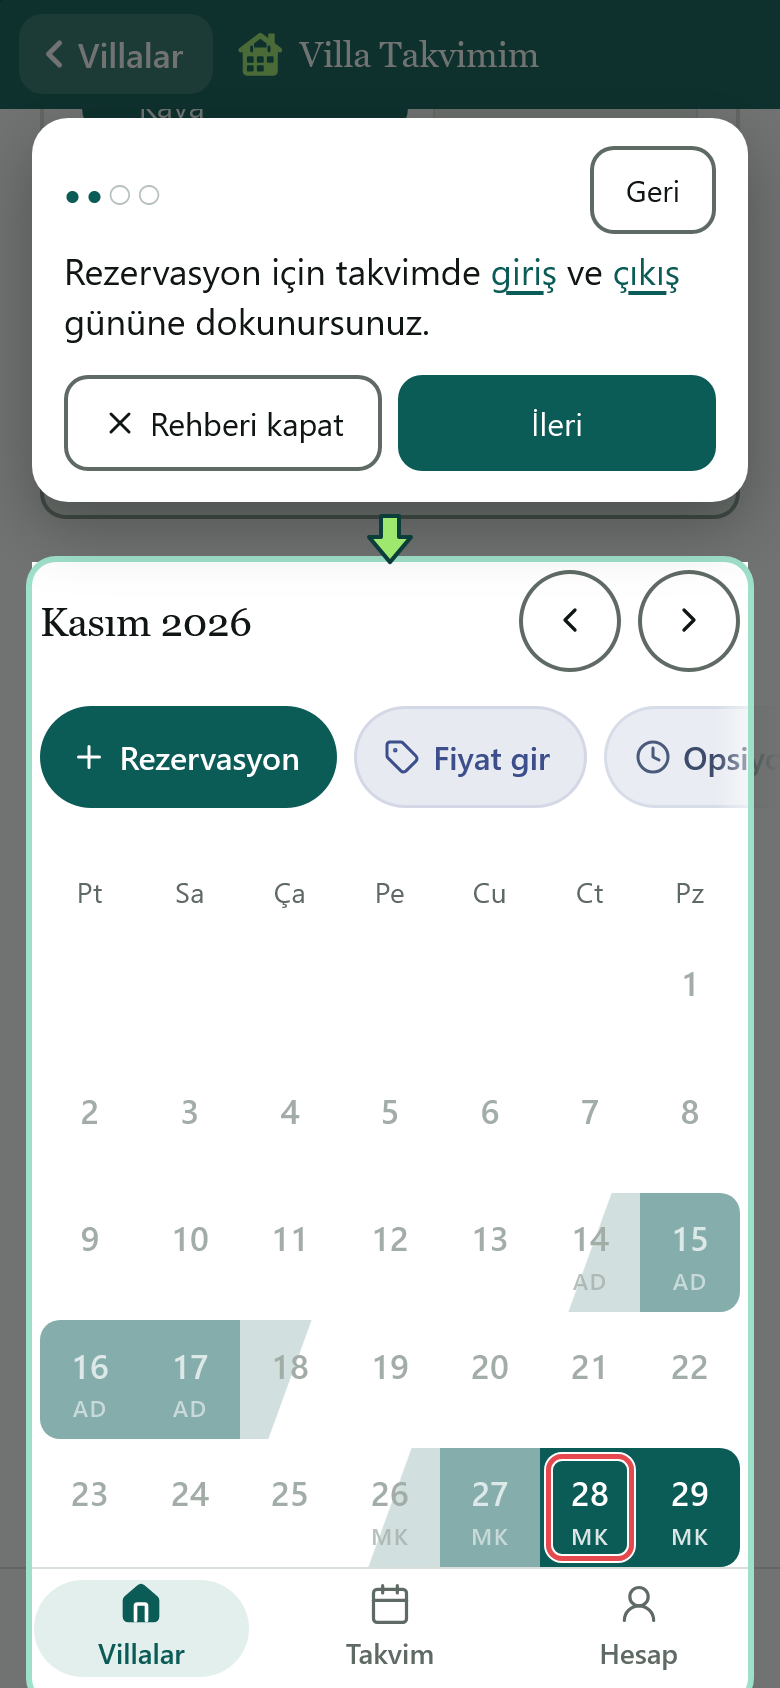 Villalar
Villa Takvimim
Kaya
Geri
Rezervasyon için takvimde giriş ve çıkış
gününe dokunursunuz.
Rehberi kapat
İleri
Kasım 2026
Rezervasyon
Fiyat gir
Opsiyo
Pt Sa Ça Pe Cu Ct Pz
1
2 3 4 5 6 7 8
9 10 11 12 13 14 15
AD AD
16 17 18 19 20 21 22
AD AD
23 24 25 26 27 28 29
MK MK MK MK
Villalar
Takvim
Hesap